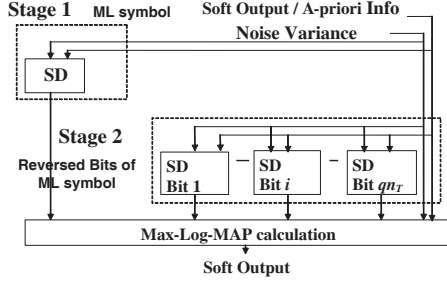 Stage 1 ML symbol
Soft Output / A-priori Info
Noise Variance
SD
Stage 2
Reversed Bits of
ML symbol
SD
Bit 1
SD
Bit i
SD
Bit qnT
Max-Log-MAP calculation
Soft Output